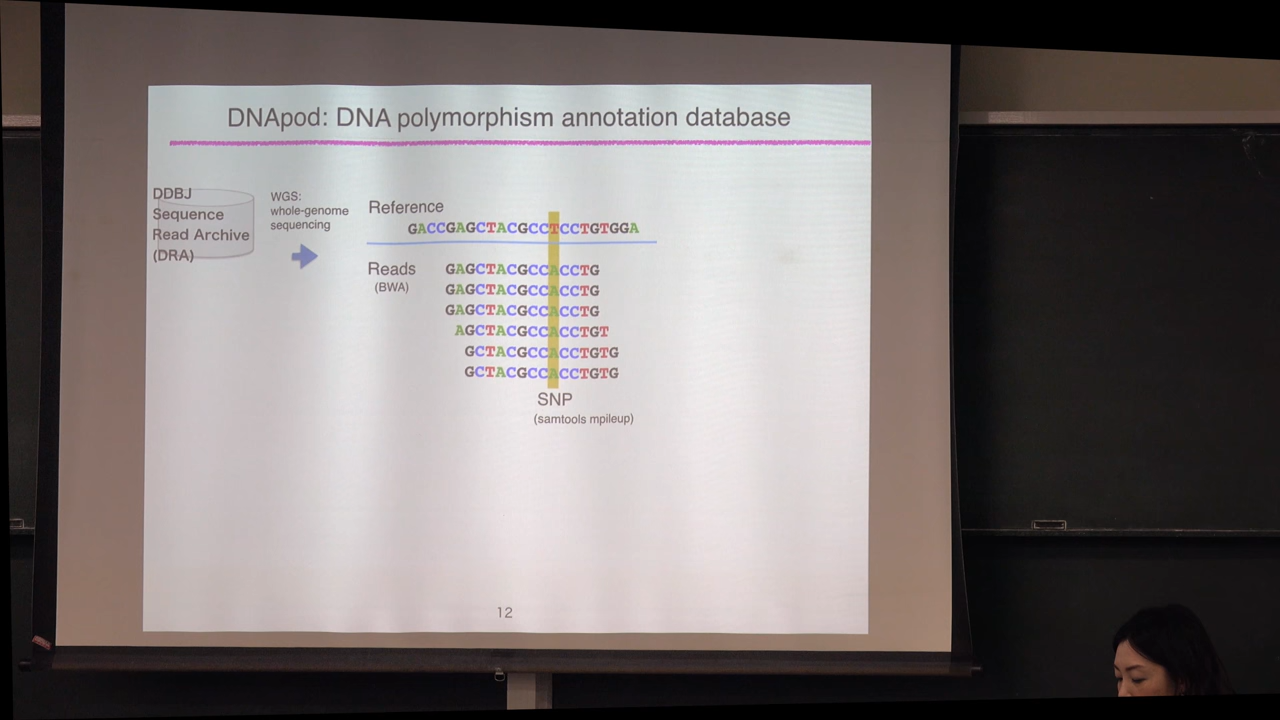 DNApod: DNA polymorphism annotation database
DDBJ
Sequence
Read Archive
(DRA)
WGS:
whole-genome
sequencing
Reference
GACCGAGCTACGCCTCCTGTGGA
Reads
(BWA)
GAGCTACGCCACCTG
GAGCTACGCCACCTG
GAGCTACGCCACCTG
AGCTACGCCACCTGT
GCTACGCCACCTGTG
GCTACGCCACCTGTG
SNP
(samtools mpileup)
12